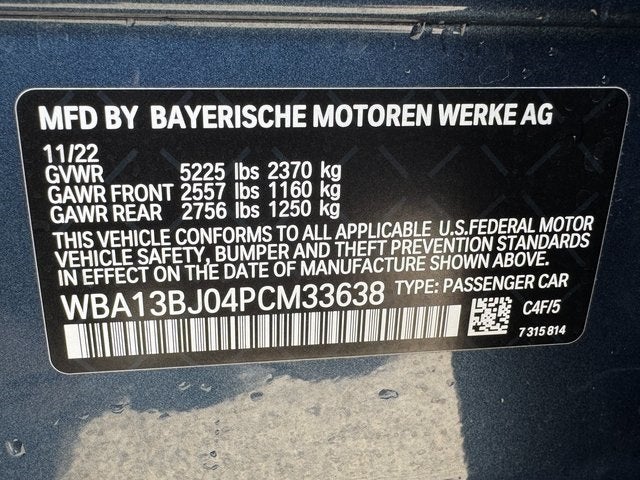 MFD BY BAYERISCHE MOTOREN WERKE AG
11/22
GVWR 5225 lbs 2370 kg
GAWR FRONT 2557 lbs 1160 kg
GAWR REAR 2756 lbs 1250 kg
THIS VEHICLE CONFORMS TO ALL APPLICABLE U.S.FEDERAL MOTOR
VEHICLE SAFETY, BUMPER AND THEFT PREVENTION STANDARDS
IN EFFECT ON THE DATE OF MANUFACTURE SHOWN ABOVE.
WBA13BJ04PCM33638 TYPE: PASSENGER CAR
C4F/5
7 315 814